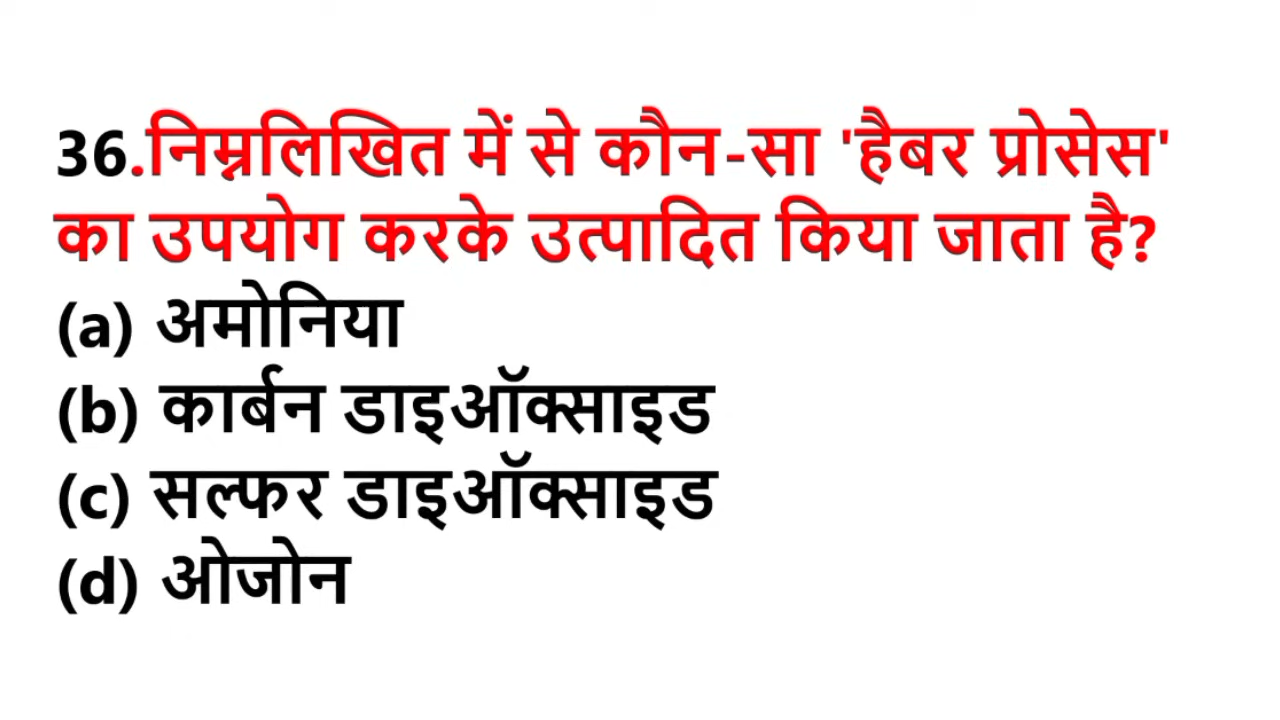 36.निम्नलिखित में से कौन-सा 'हैबर प्रोसेस'
का उपयोग करके उत्पादित किया जाता है?
(a) अमोनिया
(b) कार्बन डाइऑक्साइड
(c) सल्फर डाइऑक्साइड
(d) ओजोन